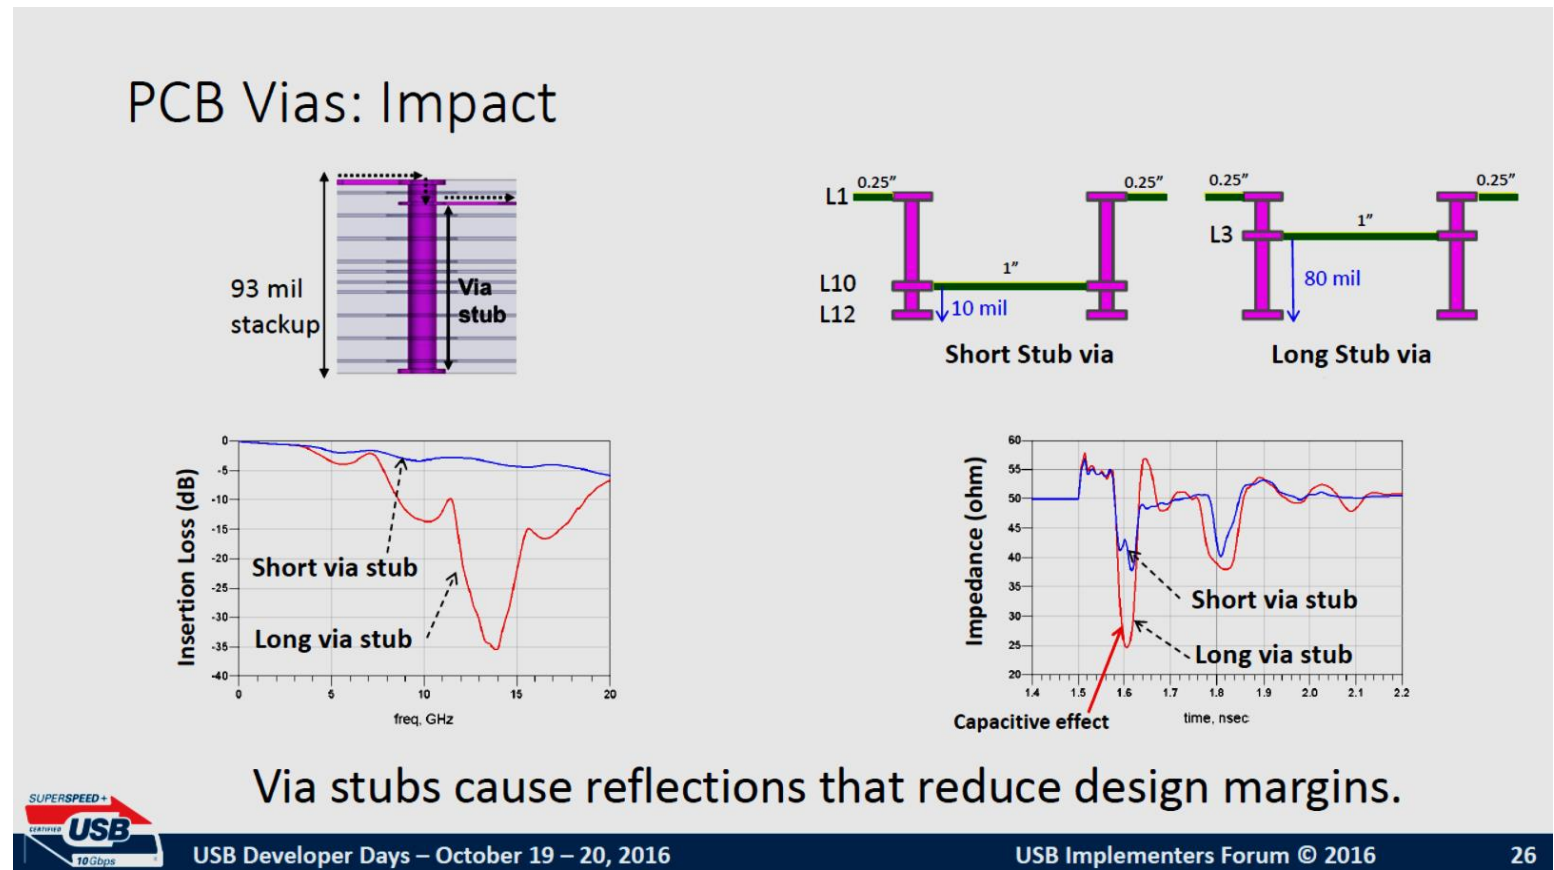 PCB Vias: Impact
93 mil
stackup
Via
stub
L1
0.25”
0.25”
L10
1”
10 mil
L12
Short Stub via
0.25”
0.25”
L3
1”
80 mil
Long Stub via
Insertion Loss (dB)
0
-5
-10
-15
-20
-25
-30
-35
-40
0
5
10
15
20
freq, GHz
Short via stub
Long via stub
Impedance (ohm)
60
55
50
45
40
35
30
25
20
1.4
1.5
1.6
1.7
1.8
1.9
2.0
2.1
2.2
time, nsec
Short via stub
Long via stub
Capacitive effect
Via stubs cause reflections that reduce design margins.
SUPERSPEED+
CERTIFIED
USB
10 Gbps
USB Developer Days – October 19 – 20, 2016
USB Implementers Forum © 2016
26